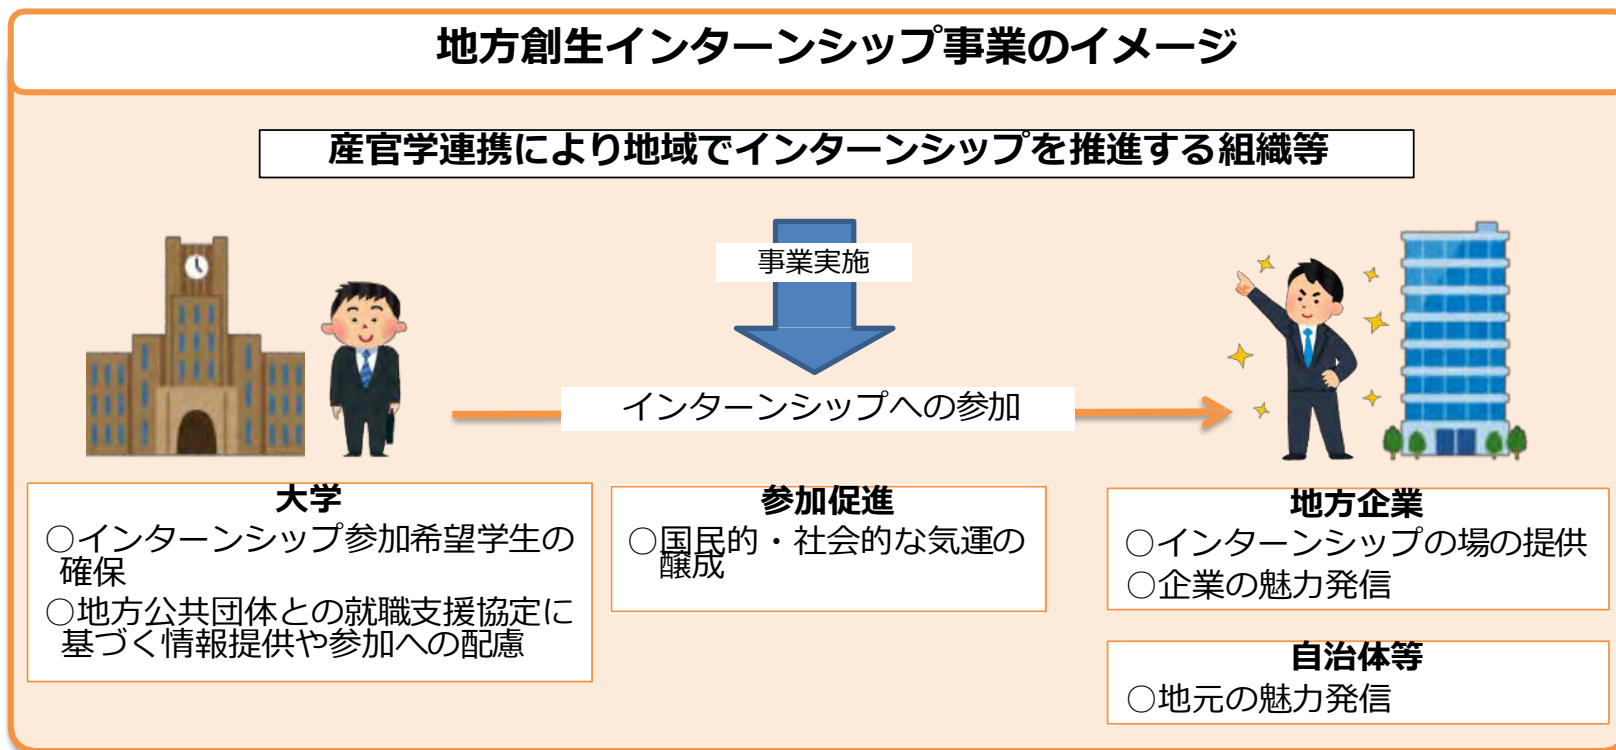 地方創生インターンシップ事業のイメージ
産官学連携により地域でインターンシップを推進する組織等
事業実施
インターンシップへの参加
大学
○インターンシップ参加希望学生の
確保
○地方公共団体との就職支援協定に
基づく情報提供や参加への配慮
参加促進
○国民的・社会的な気運の
醸成
地方企業
○インターンシップの場の提供
○企業の魅力発信
自治体等
○地元の魅力発信